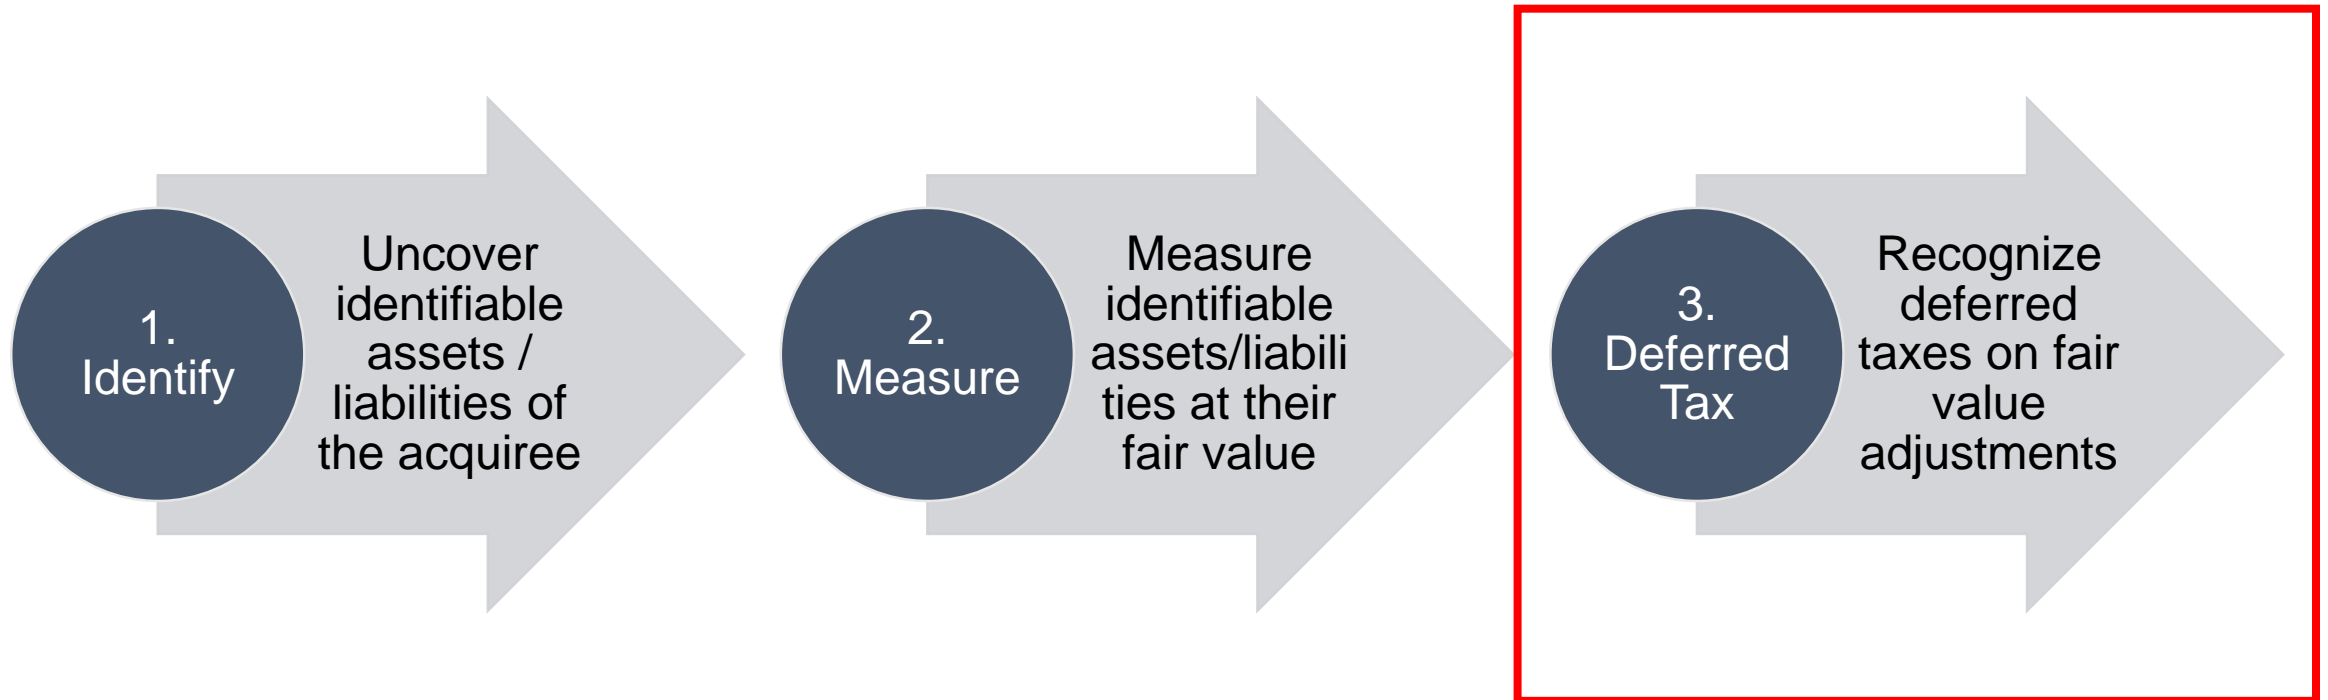 1.
Identify
Uncover
identifiable
assets /
liabilities of
the acquiree
2.
Measure
Measure
identifiable
assets/liabili
ties at their
fair value
3.
Deferred
Tax
Recognize
deferred
taxes on fair
value
adjustments